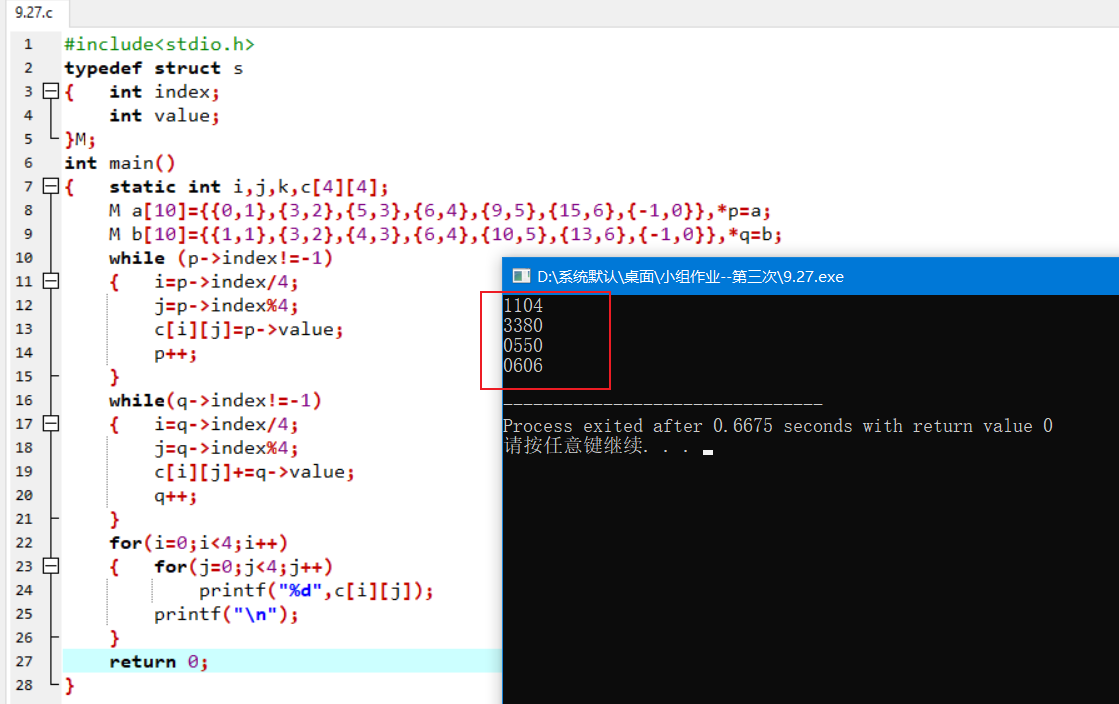 9.27.c
1 #include<stdio.h>
2 typedef struct s
3 { int index;
4 int value;
5 }M;
6 int main()
7 { static int i,j,k,c[4][4];
8 M a[10]={{0,1},{3,2},{5,3},{6,4},{9,5},{15,6},{-1,0}},*p=a;
9 M b[10]={{1,1},{3,2},{4,3},{6,4},{10,5},{13,6},{-1,0}},*q=b;
10 while (p->index!=-1)
11 { i=p->index/4;
12 j=p->index%4;
13 c[i][j]=p->value;
14 p++;
15 }
16 while(q->index!=-1)
17 { i=q->index/4;
18 j=q->index%4;
19 c[i][j]+=q->value;
20 q++;
21 }
22 for(i=0;i<4;i++)
23 { for(j=0;j<4;j++)
24 printf("%d",c[i][j]);
25 printf("\n");
26 }
27 return 0;
28 }
D:\系统默认\桌面\小组作业--第三次\9.27.exe
1104
3380
0550
0606
--------------------------------
Process exited after 0.6675 seconds with return value 0
请按任意键继续. . .